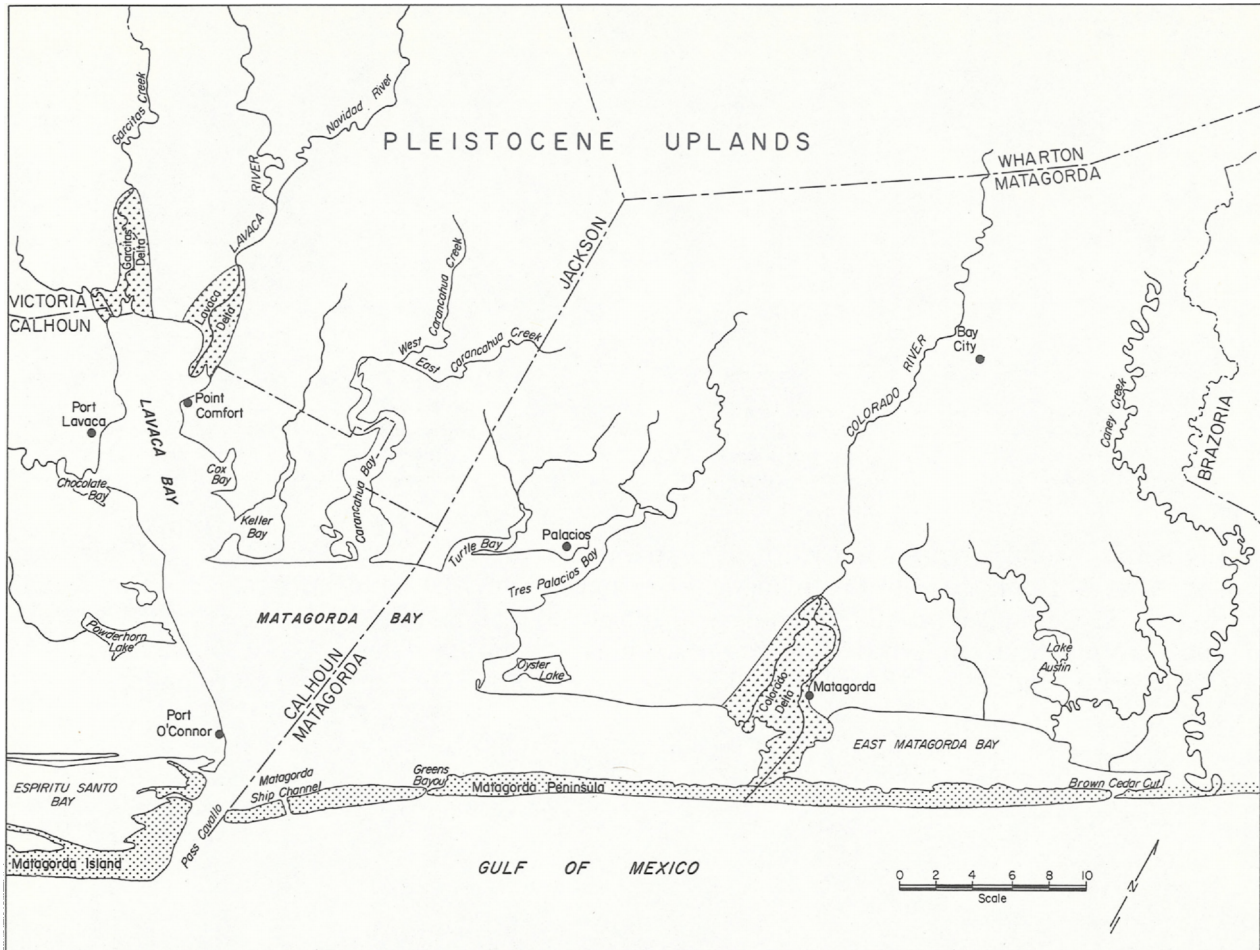 Garcitas Creek
Navidad River
PLEISTOCENE UPLANDS
LAVACA RIVER
WHARTON
MATAGORDA
Garcitas
Delta
JACKSON
West
Carancahua Creek
East Carancahua Creek
VICTORIA
CALHOUN
Lavaca
Delta
Bay
City
COLORADO RIVER
Port
Lavaca
LAVACA BAY
Point
Comfort
Caney Creek
BRAZORIA
Chocolate
Bay
Cox
Bay
Keller
Bay
Carancahua Bay
Turtle Bay
Palacios
Tres Palacios Bay
MATAGORDA BAY
Powderhorn
Lake
CALHOUN
MATAGORDA
Oyster
Lake
Lake
Austin
Colorado
Delta
Matagorda
Port
O'Connor
EAST MATAGORDA BAY
ESPIRITU SANTO
BAY
Matagorda
Ship Channel
Greens
Bayou
Matagorda Peninsula
Brown Cedar Cut
Pass Cavallo
Matagorda Island
GULF OF MEXICO
0 2 4 6 8 10
Scale
N